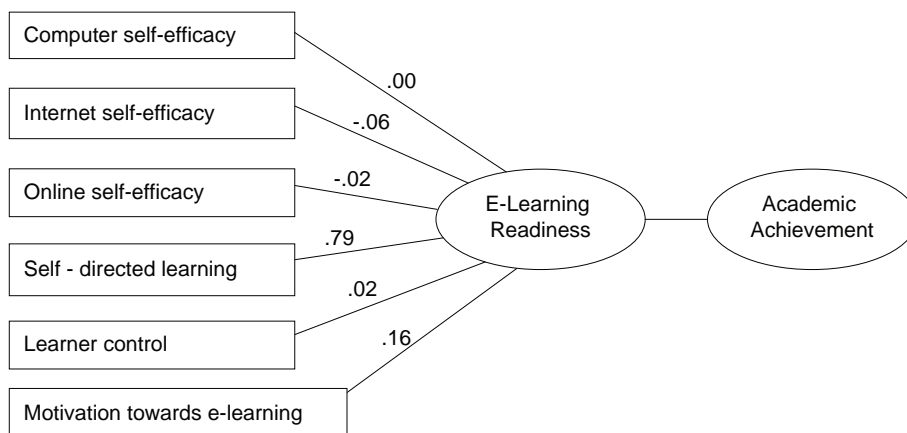 Computer self-efficacy
.00
Internet self-efficacy
-.06
Online self-efficacy
-.02
E-Learning
Readiness
Academic
Achievement
Self - directed learning
.79
Learner control
.02
Motivation towards e-learning
.16